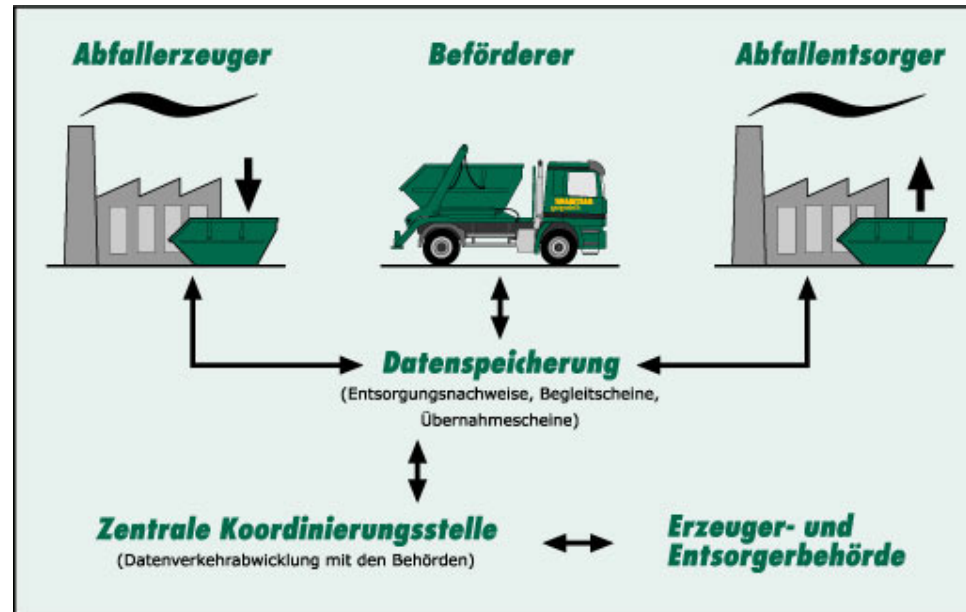 Abfallerzeuger
Beförderer
Abfallentsorger
Datenspeicherung
(Entsorgungsnachweise, Begleitscheine,
Übernahmescheine)
Zentrale Koordinierungsstelle
(Datenverkehrabwicklung mit den Behörden)
Erzeuger- und
Entsorgerbehörde